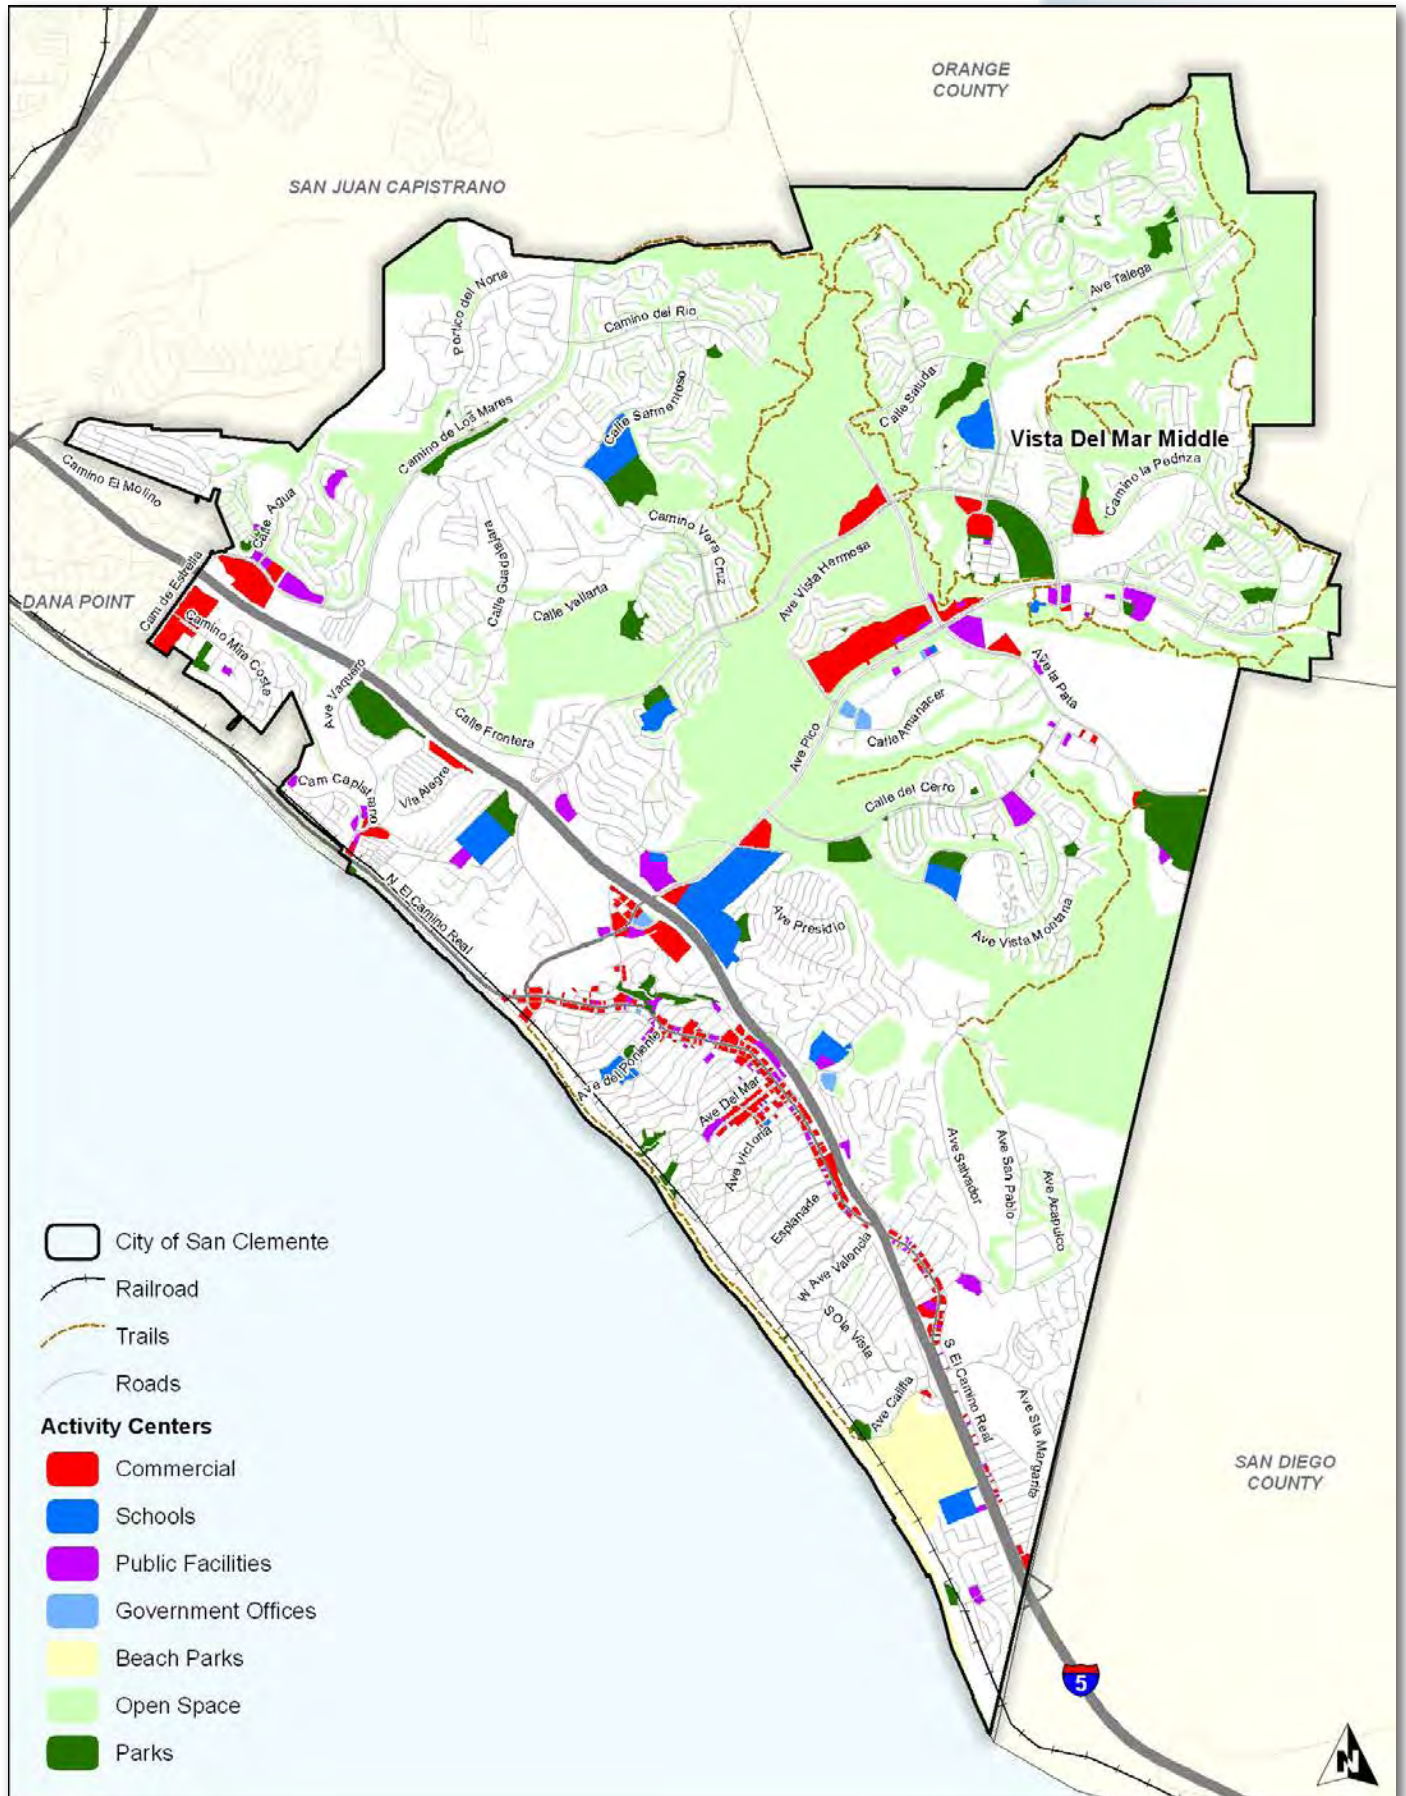 ORANGE
COUNTY
SAN JUAN CAPISTRANO
Portico del Norte
Camino del Rio
Ave Talega
Calle Saluda
Calle Sarmentoso
Camino de Los Mares
Vista Del Mar Middle
Camino la Pedriza
Camino El Molino
Calle Agua
Camino Vera Cruz
Calle Guadalajara
Ave Vista Hermosa
Cam de Estrella
DANA POINT
Calle Vallarta
Camino Mira Costa
Ave la Pata
Ave Vaquero
Calle Frontera
Calle Amanacer
Ave Pico
Cam Capistrano
Via Alegre
Calle del Cerro
N El Camino Real
Ave Presidio
Ave Vista Montana
Ave del Poniente
Ave Del Mar
Ave Victoria
Ave Salvador
Ave San Pablo
Ave Acapulco
Esplanade
W Ave Valencia
S Ola Vista
S El Camino Real
Ave Califia
Ave Sta Margarita
SAN DIEGO
COUNTY
5
N
City of San Clemente
Railroad
Trails
Roads
Activity Centers
Commercial
Schools
Public Facilities
Government Offices
Beach Parks
Open Space
Parks